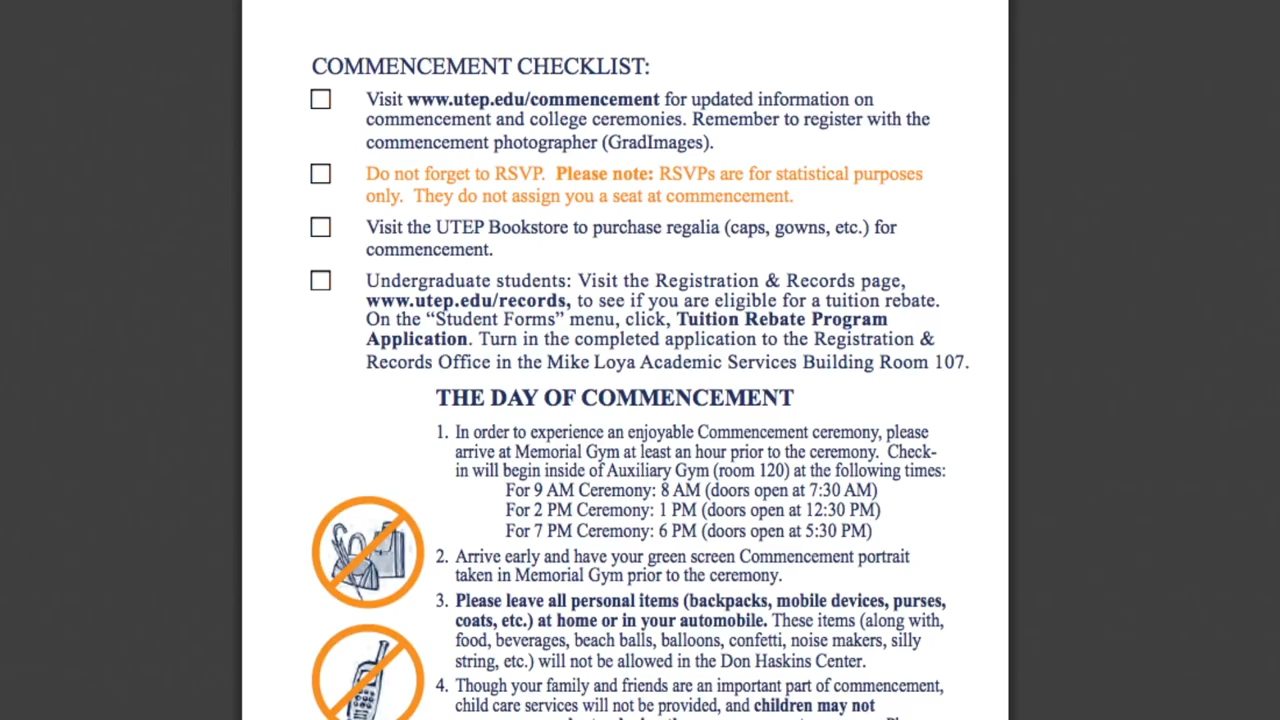 COMMENCEMENT CHECKLIST:
Visit www.utep.edu/commencement for updated information on
commencement and college ceremonies. Remember to register with the
commencement photographer (GradImages).
Do not forget to RSVP. Please note: RSVPs are for statistical purposes
only. They do not assign you a seat at commencement.
Visit the UTEP Bookstore to purchase regalia (caps, gowns, etc.) for
commencement.
Undergraduate students: Visit the Registration & Records page,
www.utep.edu/records, to see if you are eligible for a tuition rebate.
On the “Student Forms” menu, click, Tuition Rebate Program
Application. Turn in the completed application to the Registration &
Records Office in the Mike Loya Academic Services Building Room 107.
THE DAY OF COMMENCEMENT
1. In order to experience an enjoyable Commencement ceremony, please
arrive at Memorial Gym at least an hour prior to the ceremony. Check-
in will begin inside of Auxiliary Gym (room 120) at the following times:
For 9 AM Ceremony: 8 AM (doors open at 7:30 AM)
For 2 PM Ceremony: 1 PM (doors open at 12:30 PM)
For 7 PM Ceremony: 6 PM (doors open at 5:30 PM)
2. Arrive early and have your green screen Commencement portrait
taken in Memorial Gym prior to the ceremony.
3. Please leave all personal items (backpacks, mobile devices, purses,
coats, etc.) at home or in your automobile. These items (along with,
food, beverages, beach balls, balloons, confetti, noise makers, silly
string, etc.) will not be allowed in the Don Haskins Center.
4. Though your family and friends are an important part of commencement,
child care services will not be provided, and children may not